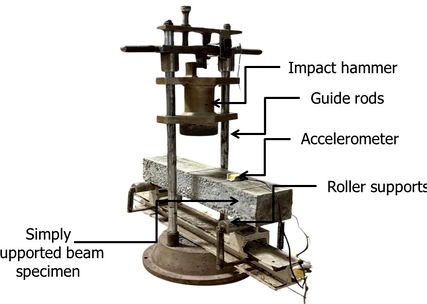 Impact hammer
Guide rods
Accelerometer
Roller supports
Simply
upported beam
specimen